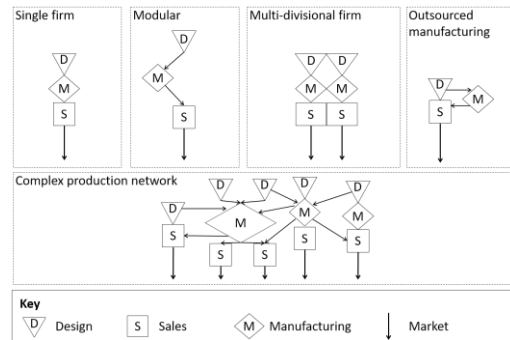 Single firm
D
M
S
Modular
D
M
S
Multi-divisional firm
D D
M M
S S
Outsourced
manufacturing
D
M
S
Complex production network
D D D D
D M M
M
S S S
S S
Key
D Design S Sales M Manufacturing Market